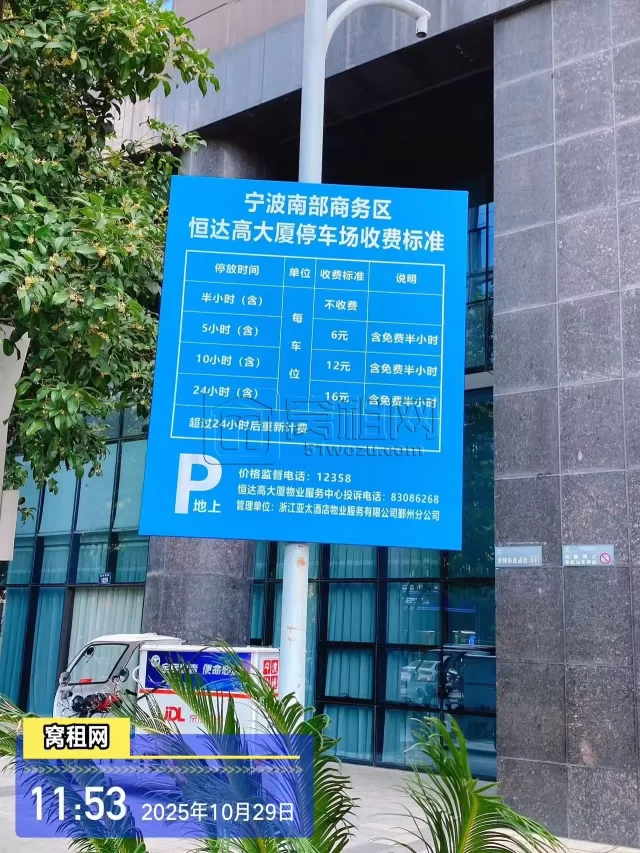 宁波南部商务区
恒达高大厦停车场收费标准
停放时间 单位 收费标准 说明
半小时（含） 不收费
5小时（含） 6元 含免费半小时
10小时（含） 12元 含免费半小时
24小时（含） 16元 含免费半小时
每车位
超过24小时后重新计费
窝租网
51wozu.com
P
地上
价格监督电话：12358
恒达高大厦物业服务中心投诉电话：83086268
管理单位：浙江亚太酒店物业服务有限公司鄞州分公司
JDL
窝租网
11:53 2025年10月29日